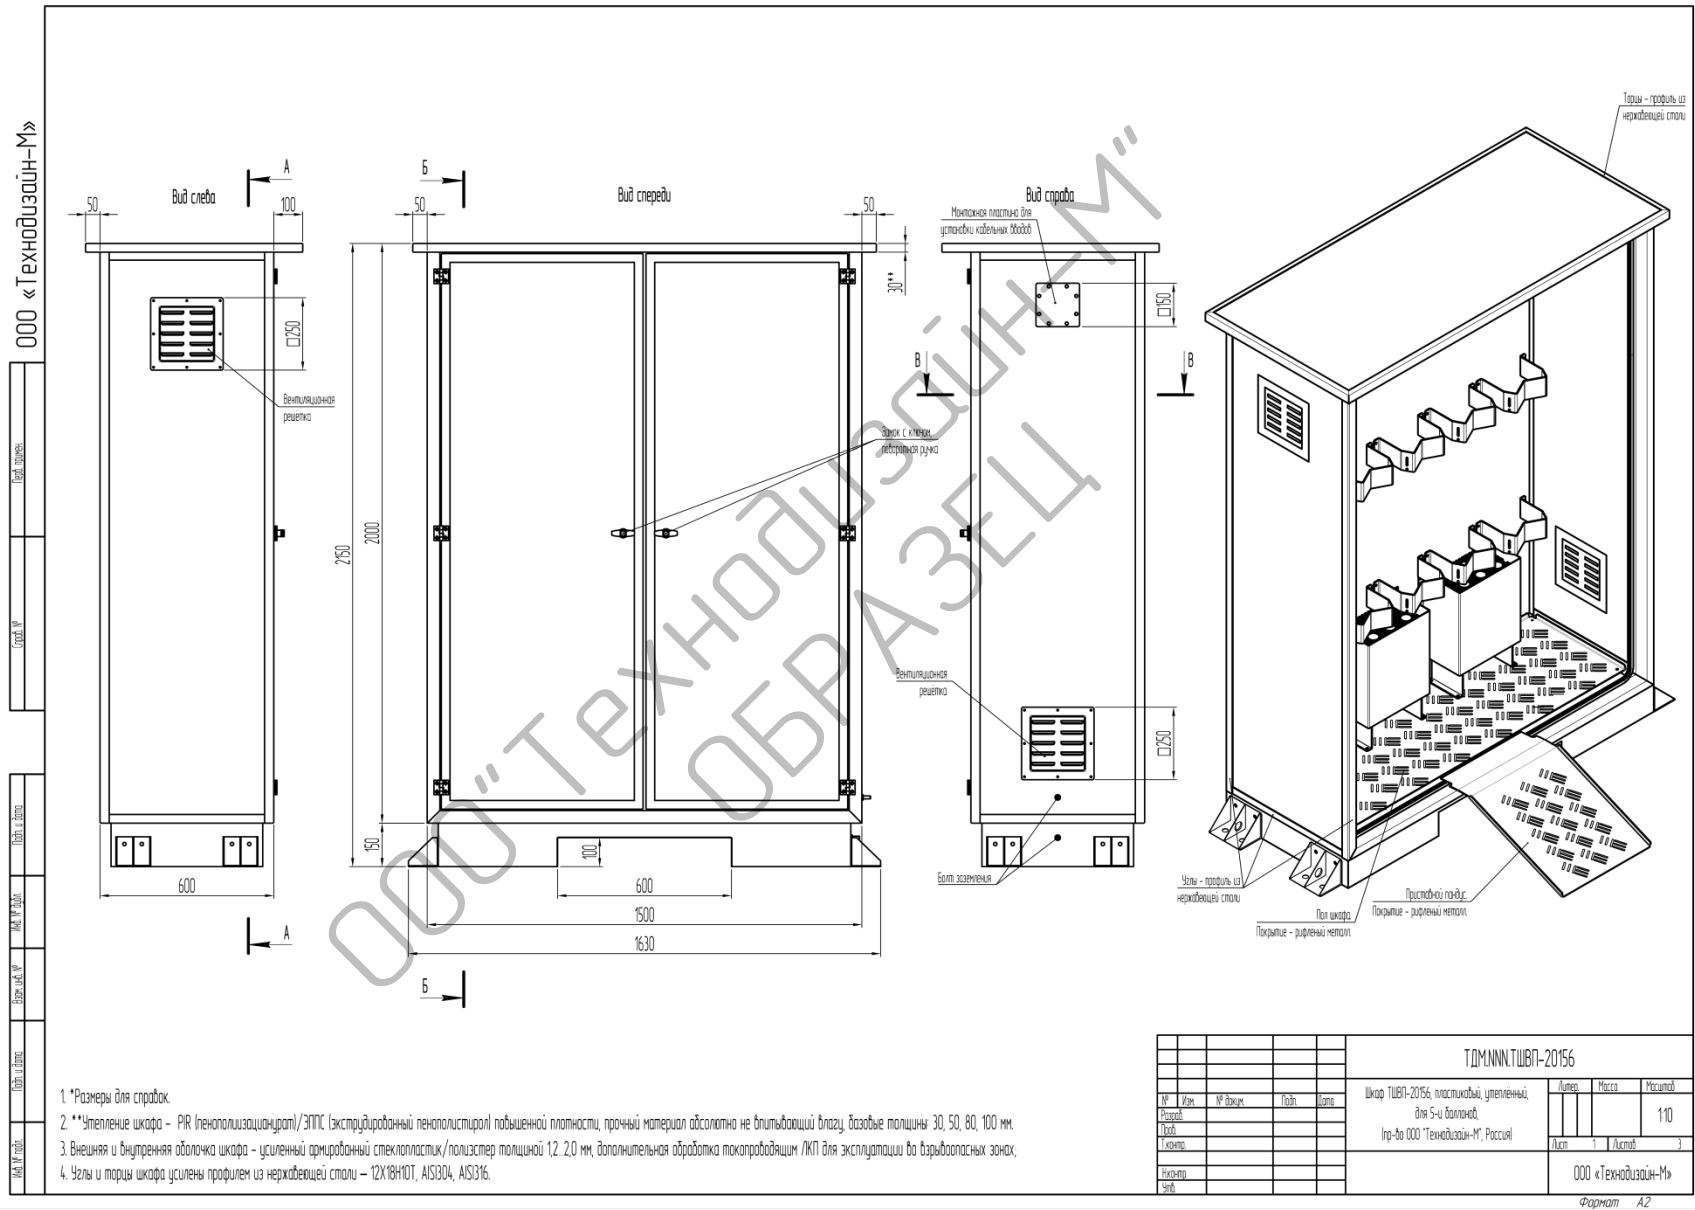 ООО «Технодизайн-М»
Перв. примен.
Справ. №
Подп. и дата
Инв. № дубл.
Взам. инв. №
Подп. и дата
Инв. № подл.
Вид слева
А
50
100
□250
Вентиляционная
решетка
600
А
Вид спереди
Б
50
50
30**
2150
2000
150
100
600
1500
1630
Б
Замок с ключом,
поворотная ручка
Вид справа
Монтажная пластина для
установки кабельных вводов
□150
В
В
Вентиляционная
решетка
□250
Болт заземления
Торцы - профиль из
нержавеющей стали
Углы - профиль из
нержавеющей стали
Пол шкафа.
Покрытие - рифленый металл.
Приставной пандус.
Покрытие - рифлёный металл.
ООО"Технодизайн-М"
ОБРАЗЕЦ
1. *Размеры для справок.
2. **Утепление шкафа - PIR (пенополиизоцианурат)/ЭППС (экструдированный пенополистирол) повышенной плотности, прочный материал абсолютно не впитывающий влагу, базовые толщины 30, 50, 80, 100 мм.
3. Внешняя и внутренняя оболочка шкафа - усиленный армированный стеклопластик/полиэстер толщиной 1,2...2,0 мм, дополнительная обработка токопроводящим ЛКП для эксплуатации во взрывоопасных зонах;
4. Углы и торцы шкафа усилены профилем из нержавеющей стали – 12Х18Н10Т, AISI304, AISI316.
ТДМ.NNN.ТШВП-20156
Шкаф ТШВП-20156, пластиковый, утеплённый,
для 5-и баллонов,
(пр-во ООО "Технодизайн-М", Россия)
Литер. Масса Масштаб
1:10
Лист 1 Листов 3
ООО «Технодизайн-М»
№ Изм. № докум. Подп. Дата
Разраб.
Пров.
Т.контр.
Н.контр.
Утв.
Формат А2